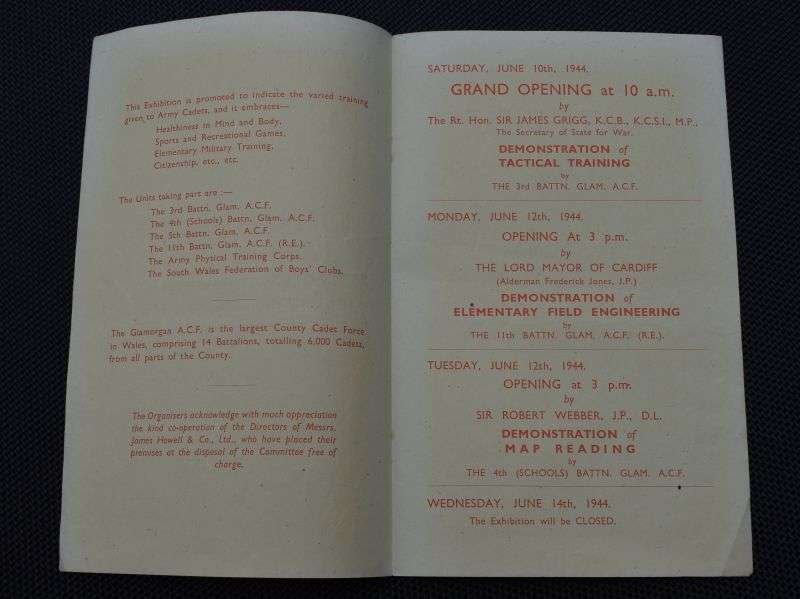 This Exhibition is promoted to indicate the varied training
given to Army Cadets, and it embraces—
Healthiness in Mind and Body,
Sports and Recreational Games,
Elementary Military Training,
Citizenship, etc., etc.
The Units taking part are :—
The 3rd Battn. Glam. A.C.F.
The 4th (Schools) Battn. Glam. A.C.F.
The 5th Battn. Glam. A.C.F.
The 11th Battn. Glam. A.C.F. (R.E.).
The Army Physical Training Corps.
The South Wales Federation of Boys' Clubs.
The Glamorgan A.C.F. is the largest County Cadet Force
in Wales, comprising 14 Battalions, totalling 6,000 Cadets,
from all parts of the County.
The Organisers acknowledge with much appreciation
the kind co-operation of the Directors of Messrs.
James Howell & Co., Ltd., who have placed their
premises at the disposal of the Committee free of
charge.
SATURDAY, JUNE 10th, 1944.
GRAND OPENING at 10 a.m.
by
The Rt. Hon. SIR JAMES GRIGG, K.C.B., K.C.S.I., M.P.,
The Secretary of State for War.
DEMONSTRATION of
TACTICAL TRAINING
by
THE 3rd BATTN. GLAM. A.C.F.
MONDAY, JUNE 12th, 1944.
OPENING At 3 p.m.
by
THE LORD MAYOR OF CARDIFF
(Alderman Frederick Jones, J.P.)
DEMONSTRATION of
ELEMENTARY FIELD ENGINEERING
by
THE 11th BATTN. GLAM. A.C.F. (R.E.).
TUESDAY, JUNE 12th, 1944.
OPENING at 3 p.m.
by
SIR ROBERT WEBBER, J.P., D.L.
DEMONSTRATION of
MAP READING
by
THE 4th (SCHOOLS) BATTN. GLAM. A.C.F.
WEDNESDAY, JUNE 14th, 1944.
The Exhibition will be CLOSED.